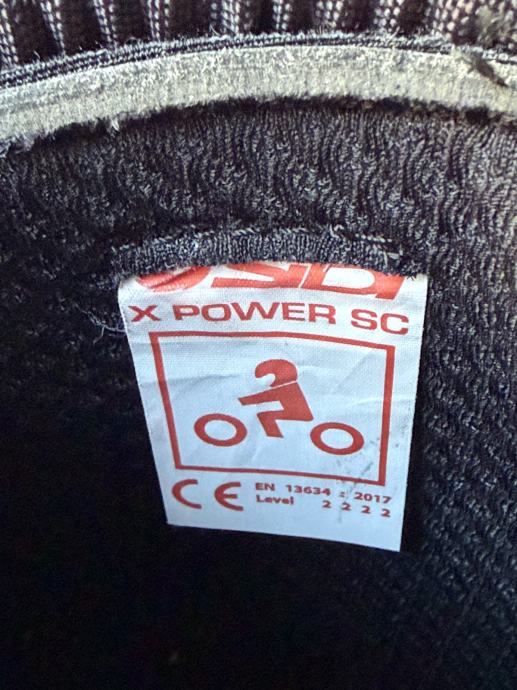 X POWER SC
CE EN 13634 : 2017
Level 2 2 2 2